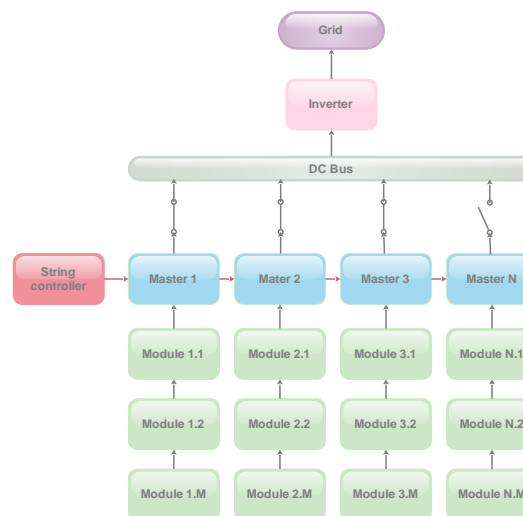 Grid
Inverter
DC Bus
String
controller
Master 1
Mater 2
Master 3
Master N
Module 1.1
Module 2.1
Module 3.1
Module N.1
Module 1.2
Module 2.2
Module 3.2
Module N.2
Module 1.M
Module 2.M
Module 3.M
Module N.M